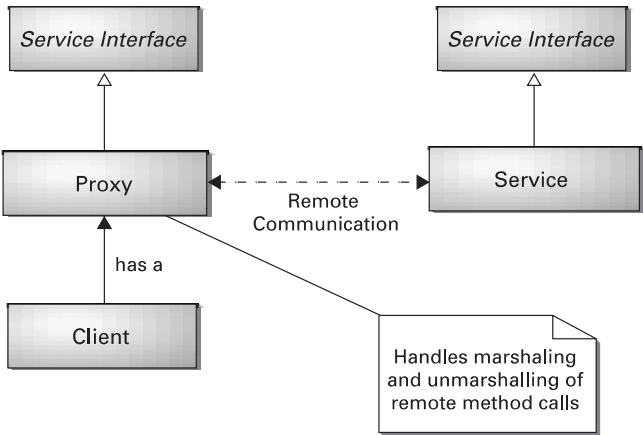 Service Interface
Service Interface
Proxy
Remote
Communication
Service
has a
Client
Handles marshaling
and unmarshalling of
remote method calls